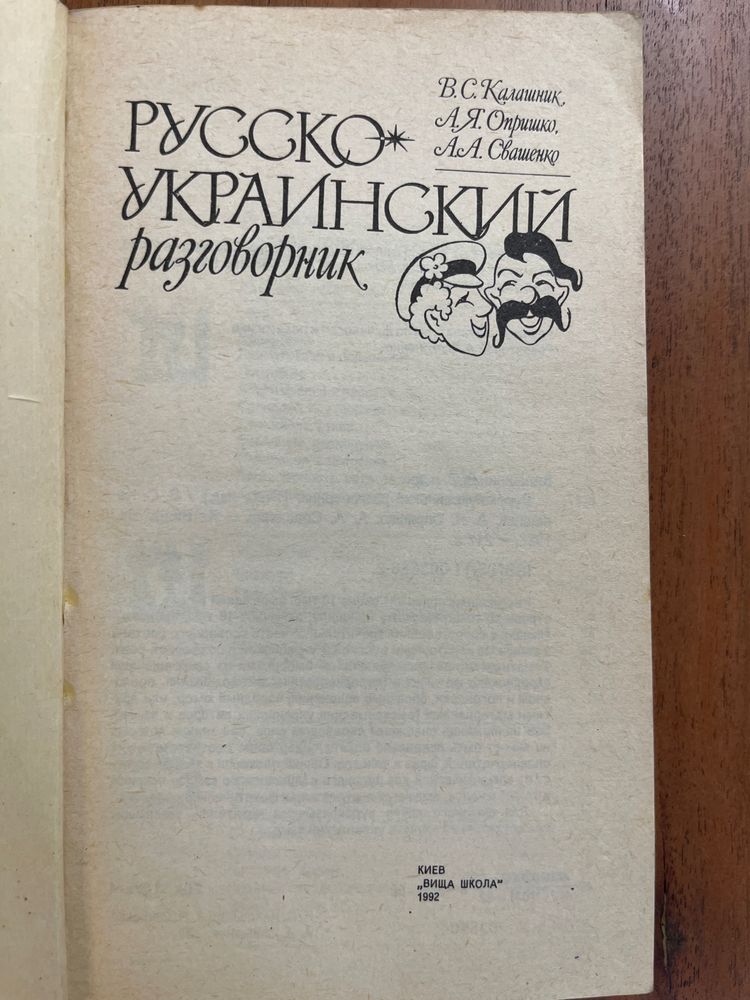 В.С. Калашник,
А.Я. Опришко,
А.А. Свашенко
РУССКО-
УКРАИНСКИЙ
разговорник
КИЕВ
„ВИЩА ШКОЛА"
1992